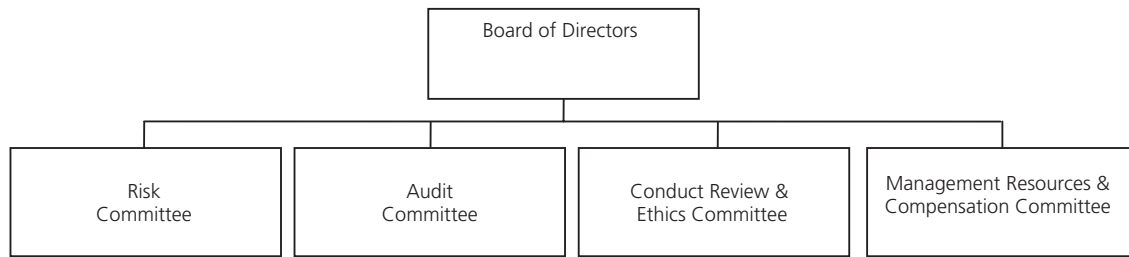 Board of Directors
Risk
Committee
Audit
Committee
Conduct Review &
Ethics Committee
Management Resources &
Compensation Committee